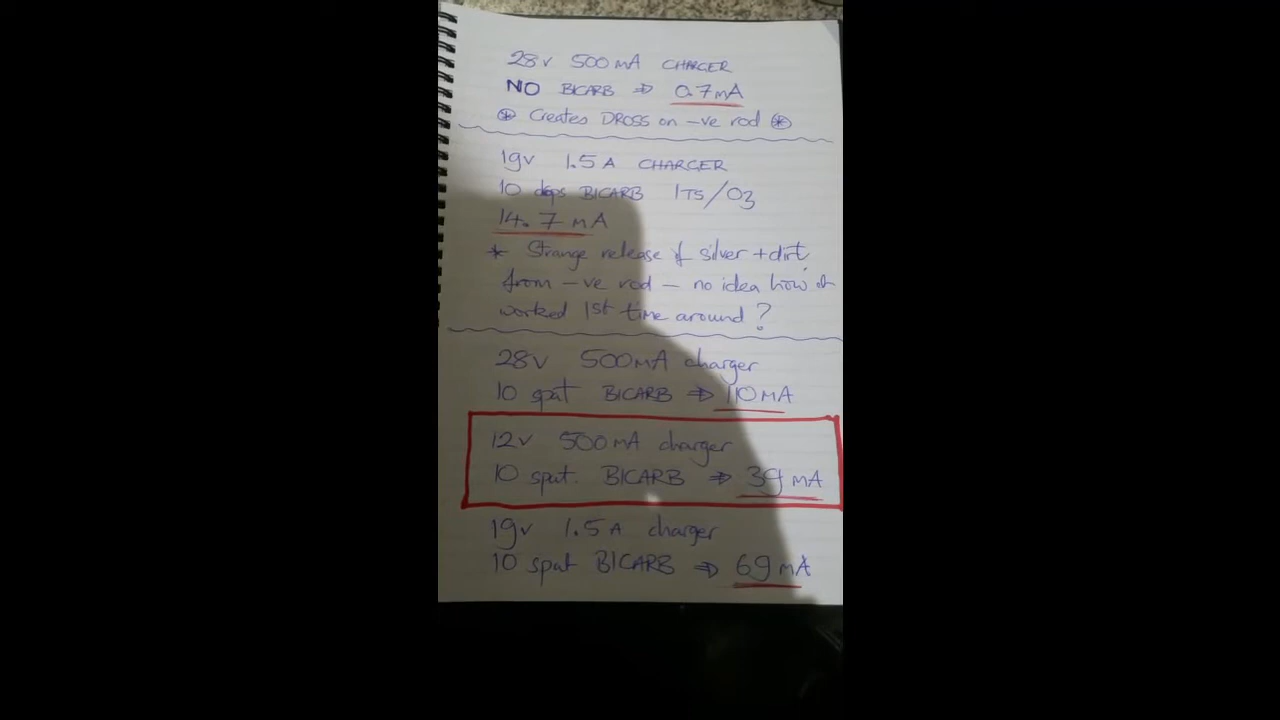 28V 500mA CHARGER
NO BICARB ⇒ 0.7mA
⊛ Creates DROSS on -ve rod ⊛
19V 1.5A CHARGER
10 drops BICARB 1TS/O3
14.7mA
* Strange release of silver + dirt
from -ve rod - no idea how it
worked 1st time around?
28V 500mA charger
10 spat BICARB ⇒ 110mA
12V 500mA charger
10 spat. BICARB ⇒ 39mA
19V 1.5A charger
10 spat BICARB ⇒ 69mA